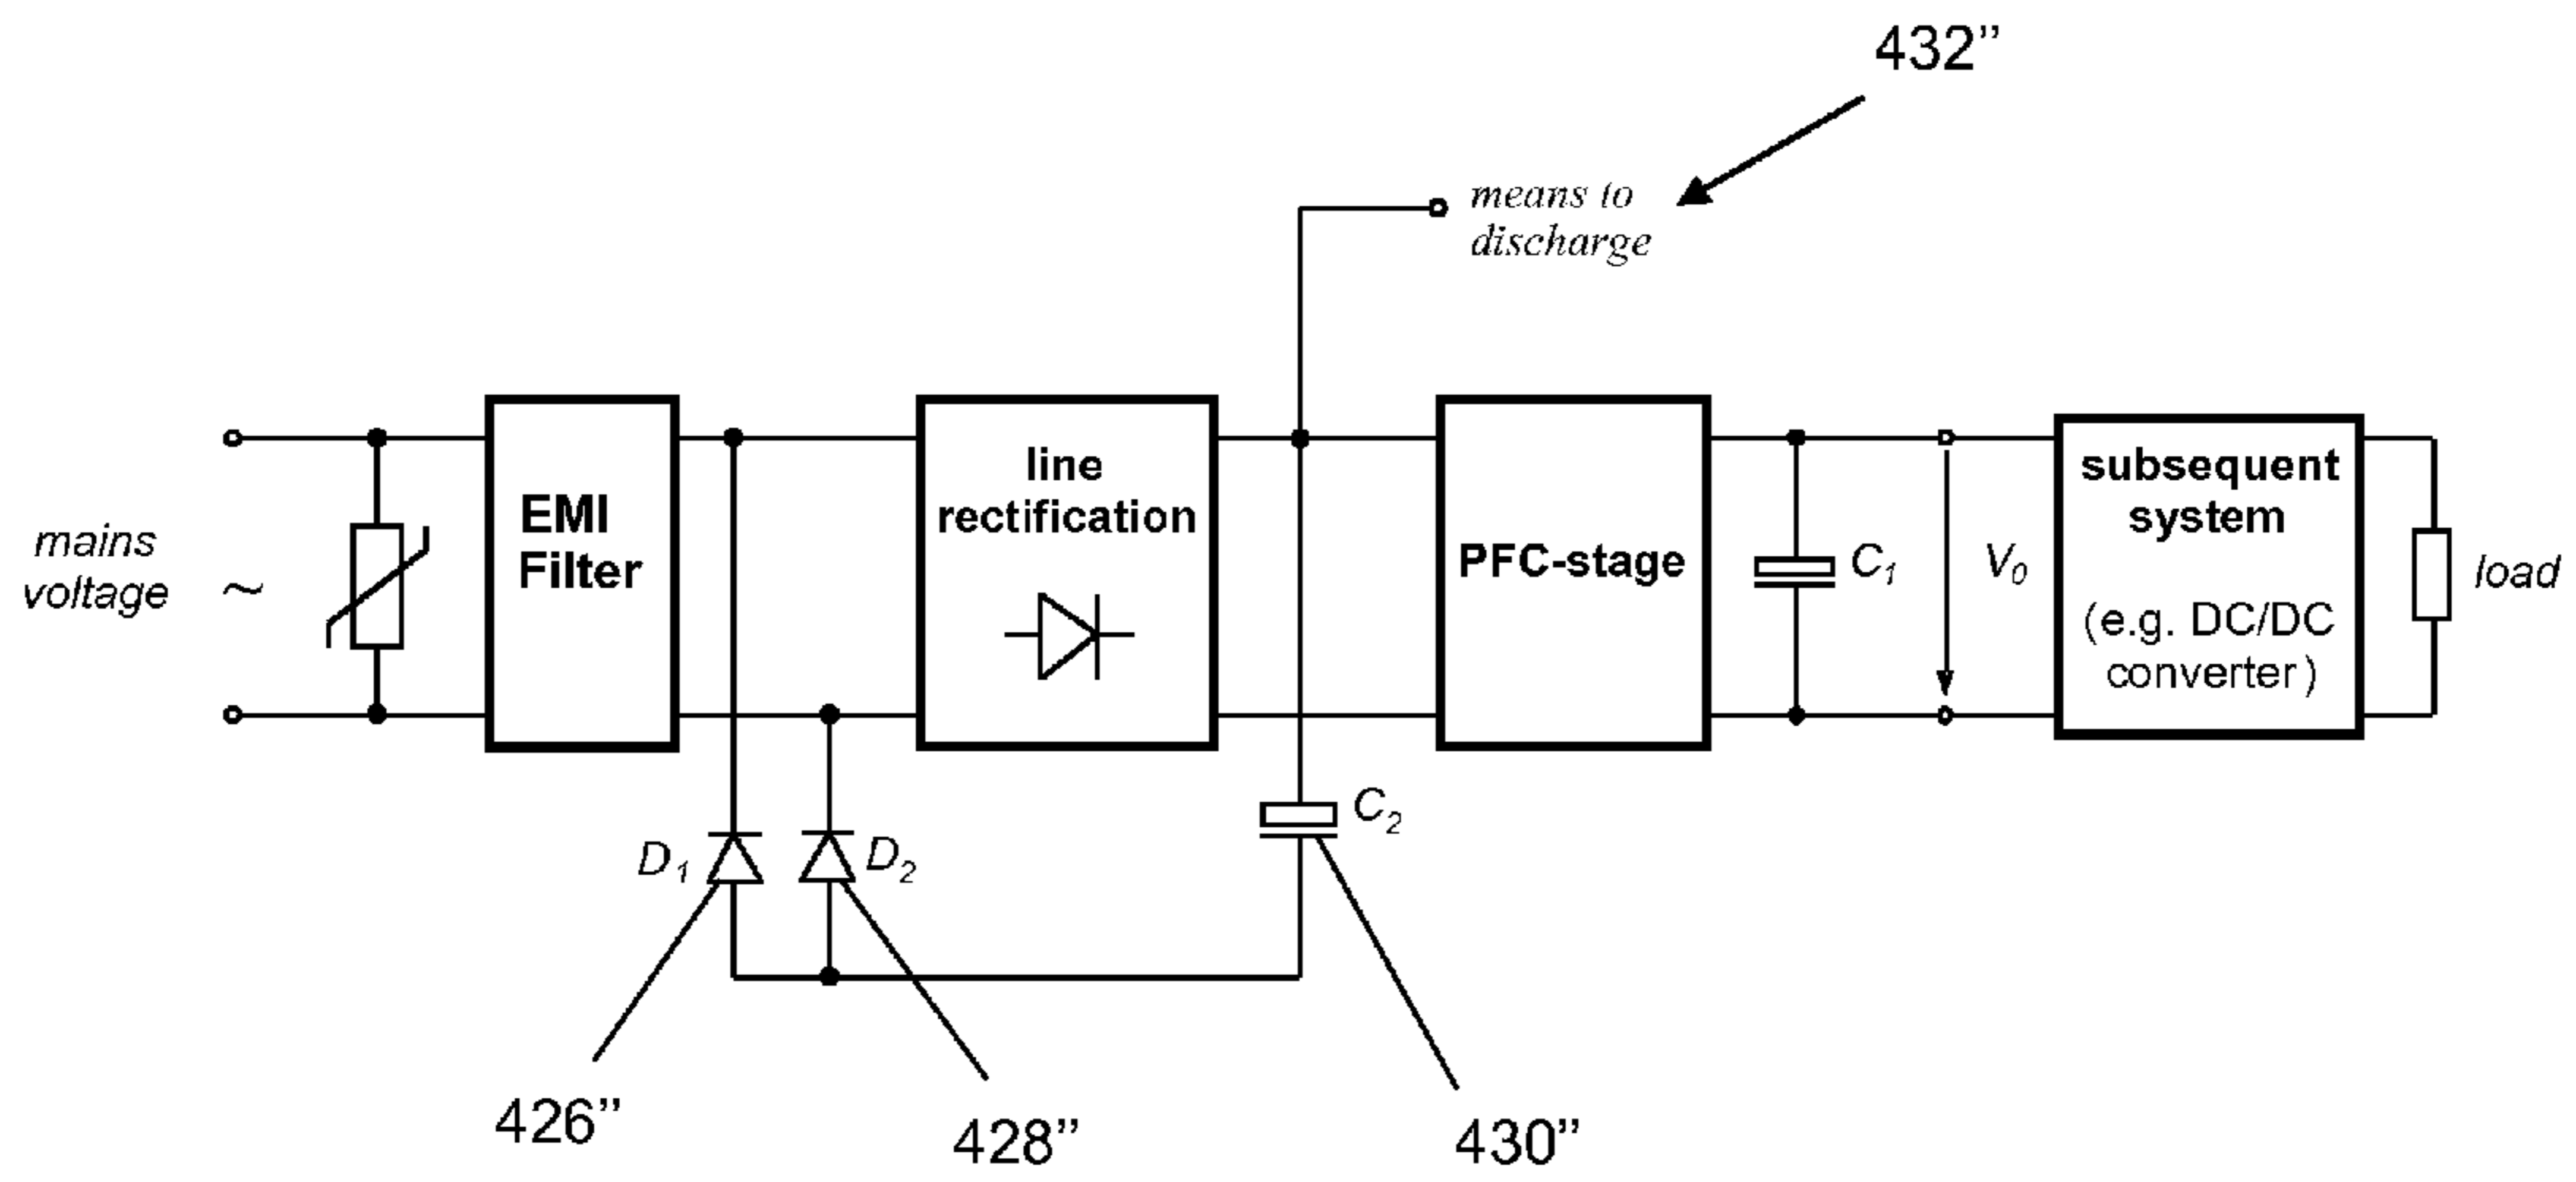 432”
means to
discharge
mains
voltage
~
EMI
Filter
line
rectification
PFC-stage
C1
V0
subsequent
system
(e.g. DC/DC
converter)
load
D1
D2
C2
426”
428”
430”